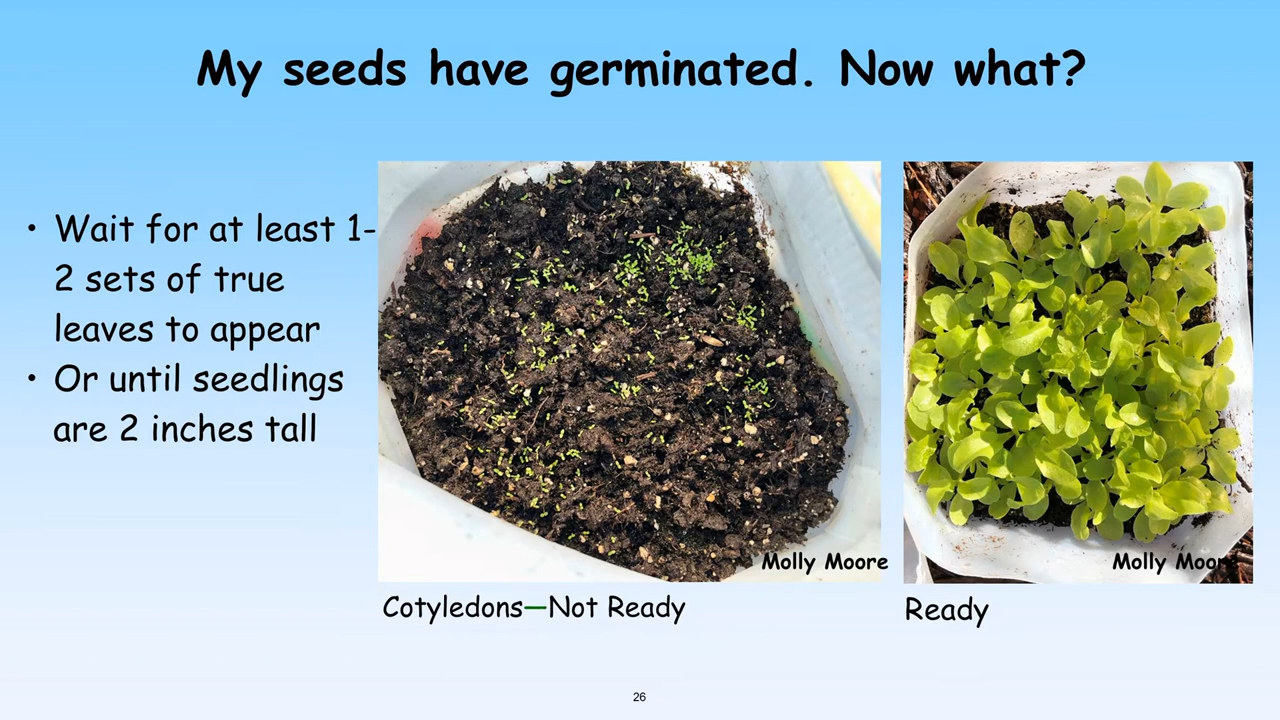 My seeds have germinated. Now what?
• Wait for at least 1-
2 sets of true
leaves to appear
• Or until seedlings
are 2 inches tall
Molly Moore
Molly Moore
Cotyledons—Not Ready
Ready
26